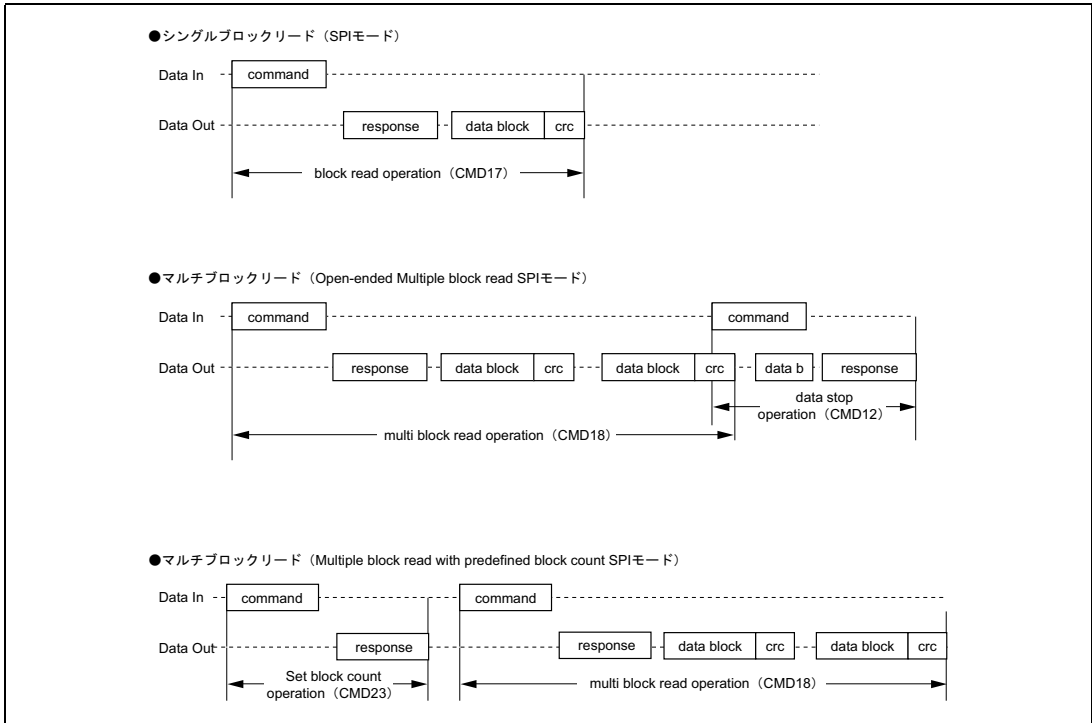 ●シングルブロックリード（SPIモード）
Data In command
Data Out response data block crc
block read operation（CMD17）
●マルチブロックリード（Open-ended Multiple block read SPIモード）
Data In command command
Data Out response data block crc data block crc data b response
data stop
operation（CMD12）
multi block read operation（CMD18）
●マルチブロックリード（Multiple block read with predefined block count SPIモード）
Data In command command
Data Out response response data block crc data block crc
Set block count
operation（CMD23）
multi block read operation（CMD18）